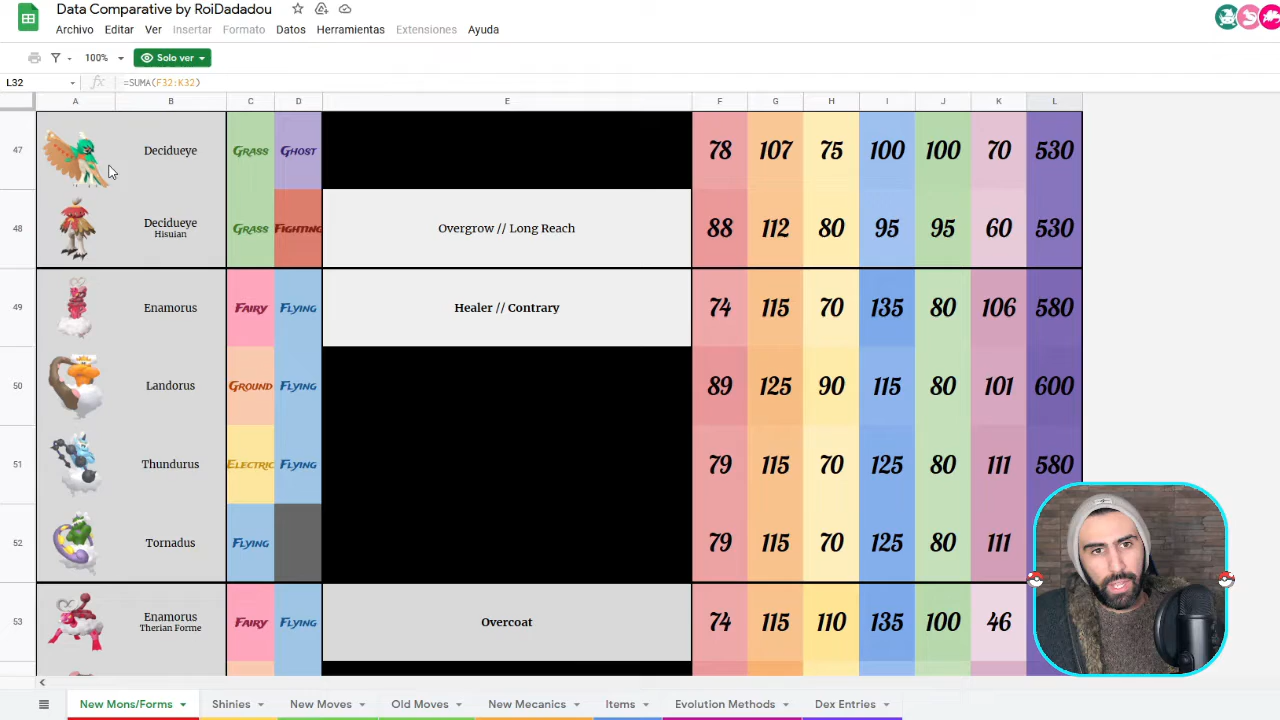 Data Comparative by RoiDadadou
Archivo Editar Ver Insertar Formato Datos Herramientas Extensiones Ayuda
100% Solo ver
L32 fx =SUMA(F32:K32)
A B C D E F G H I J K L
47 Decidueye Grass Ghost 78 107 75 100 100 70 530
48 Decidueye Grass Fighting Overgrow // Long Reach 88 112 80 95 95 60 530
Hisuian
49 Enamorus Fairy Flying Healer // Contrary 74 115 70 135 80 106 580
50 Landorus Ground Flying 89 125 90 115 80 101 600
51 Thundurus Electric Flying 79 115 70 125 80 111 580
52 Tornadus Flying 79 115 70 125 80 111
53 Enamorus Fairy Flying Overcoat 74 115 110 135 100 46
Therian Forme
New Mons/Forms Shinies New Moves Old Moves New Mecanics Items Evolution Methods Dex Entries